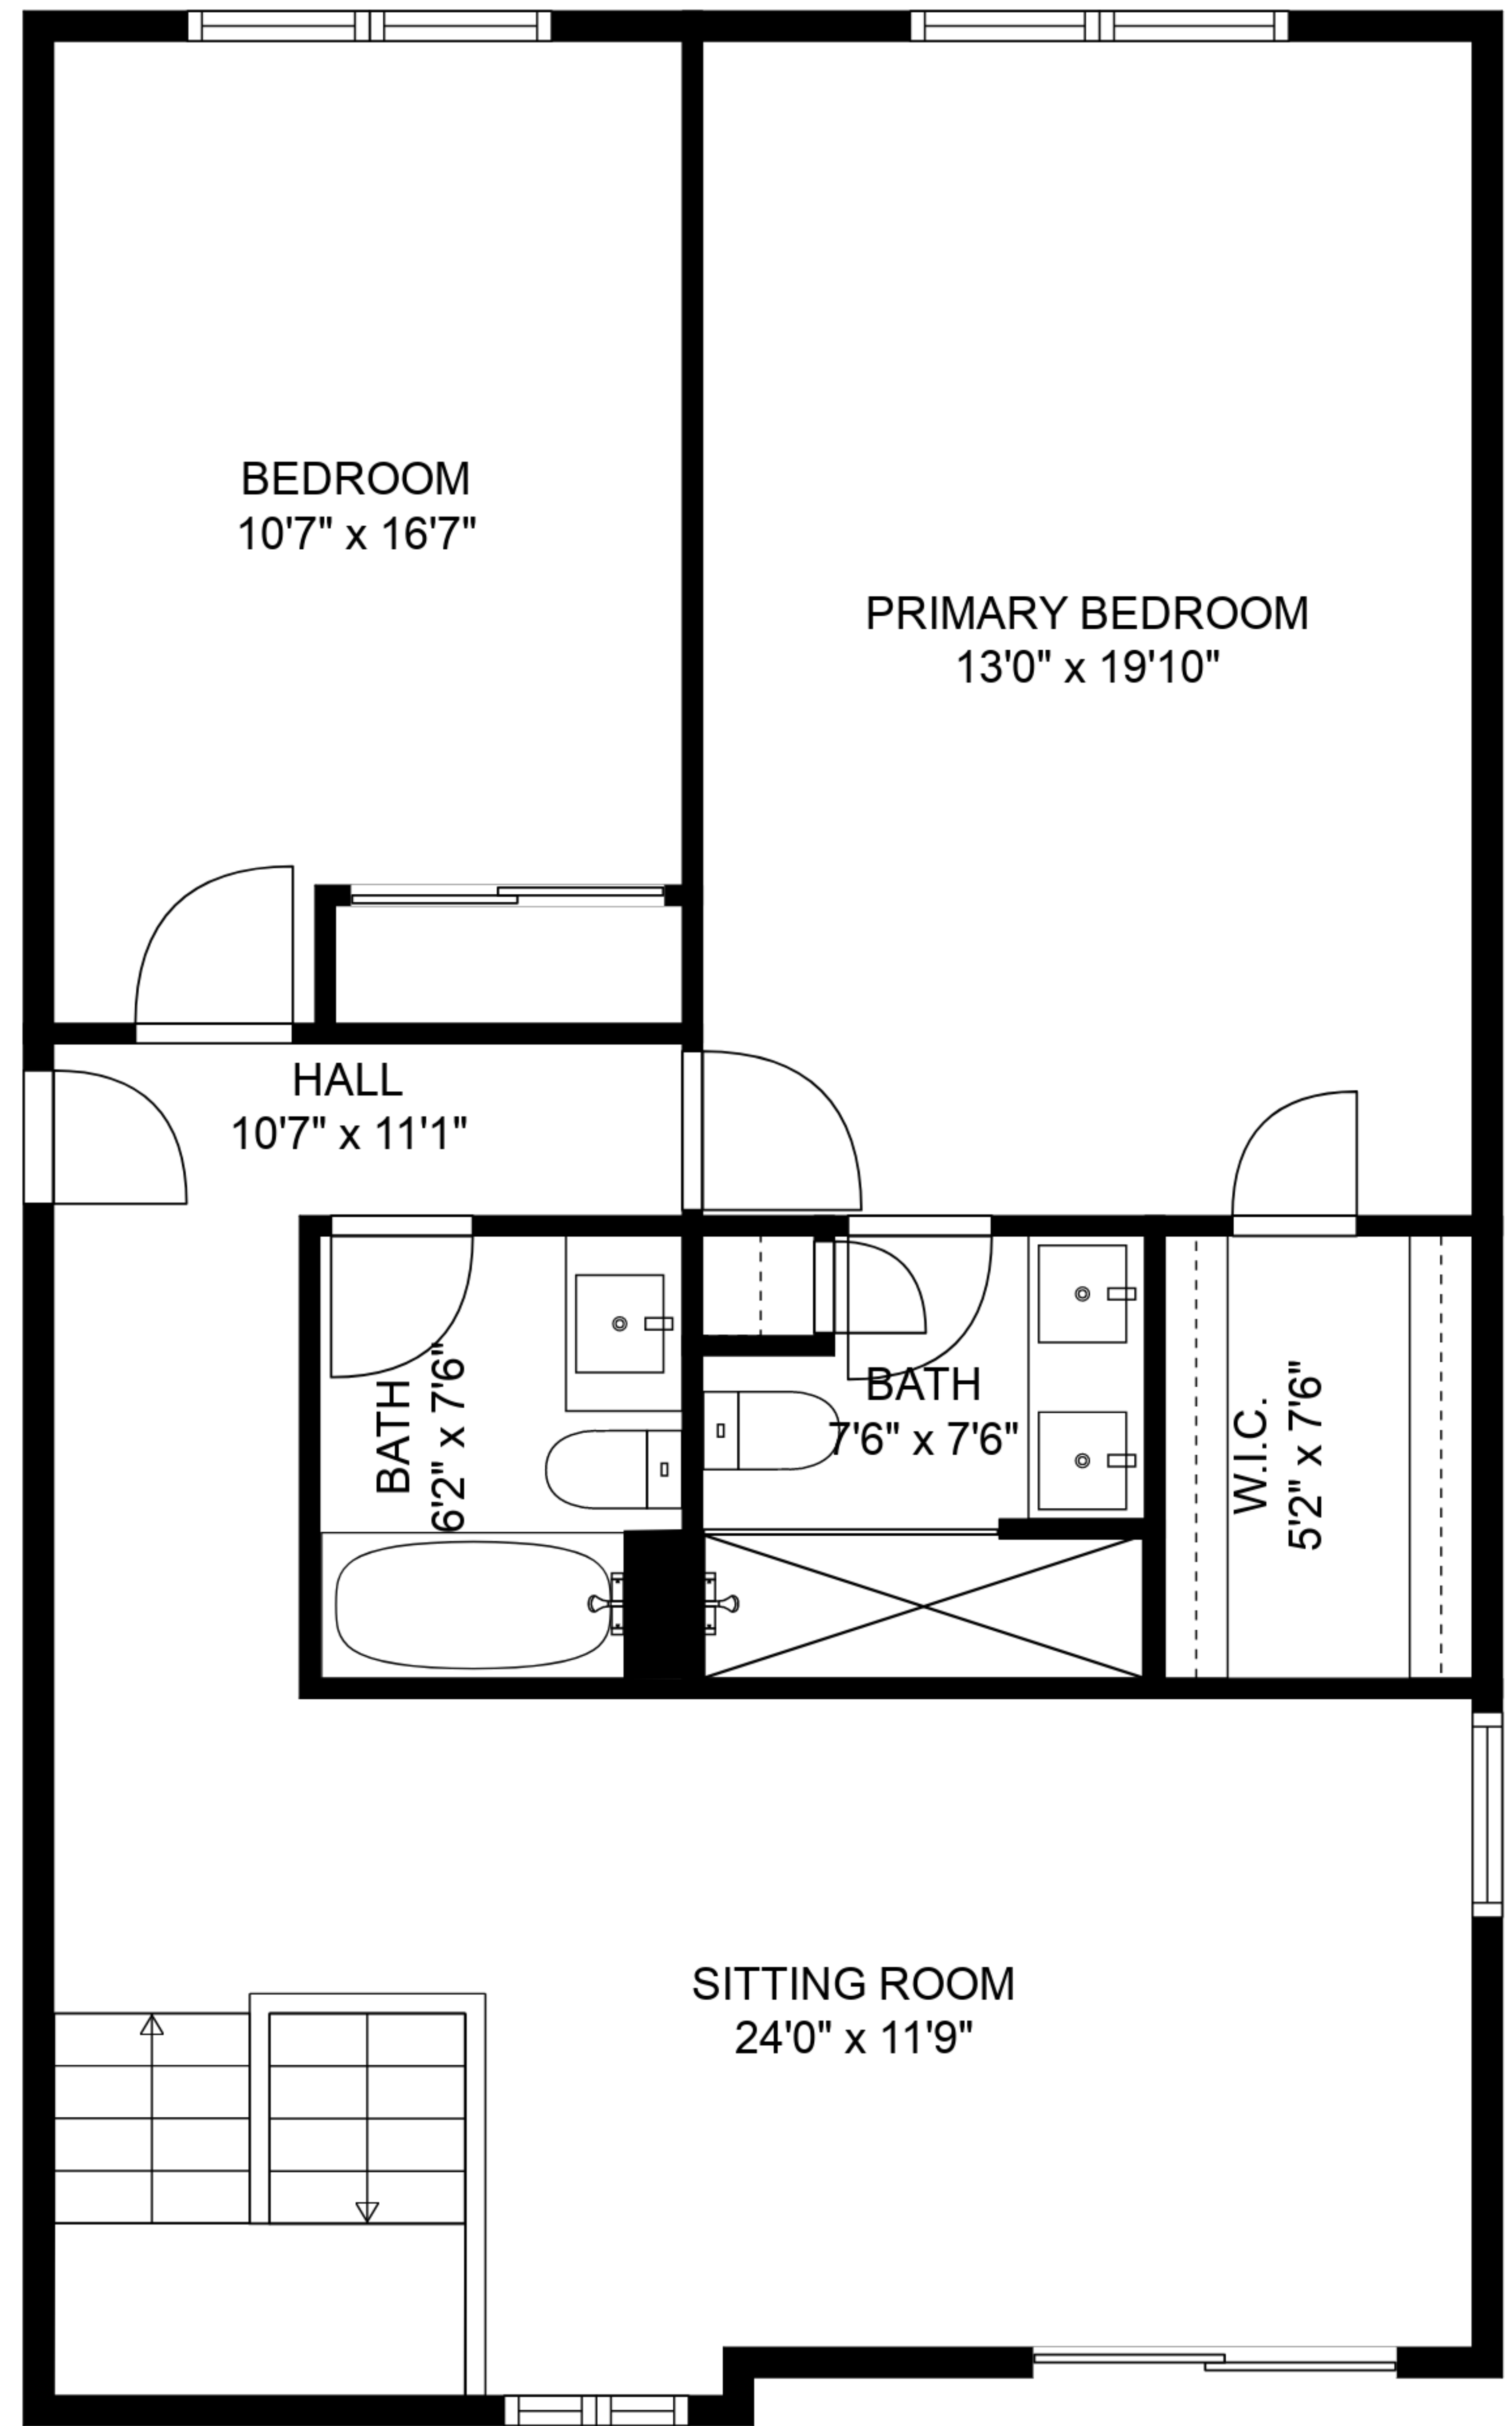 BEDROOM
10'7" x 16'7"
PRIMARY BEDROOM
13'0" x 19'10"
HALL
10'7" x 11'1"
BATH
6'2" x 7'6"
BATH
7'6" x 7'6"
W.I.C.
5'2" x 7'6"
SITTING ROOM
24'0" x 11'9"